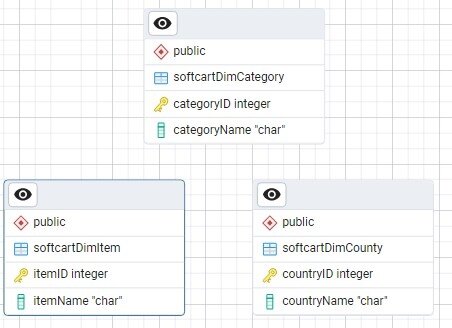 public
softcartDimCategory
categoryID integer
categoryName "char"
public
softcartDimItem
itemID integer
itemName "char"
public
softcartDimCounty
countryID integer
countryName "char"